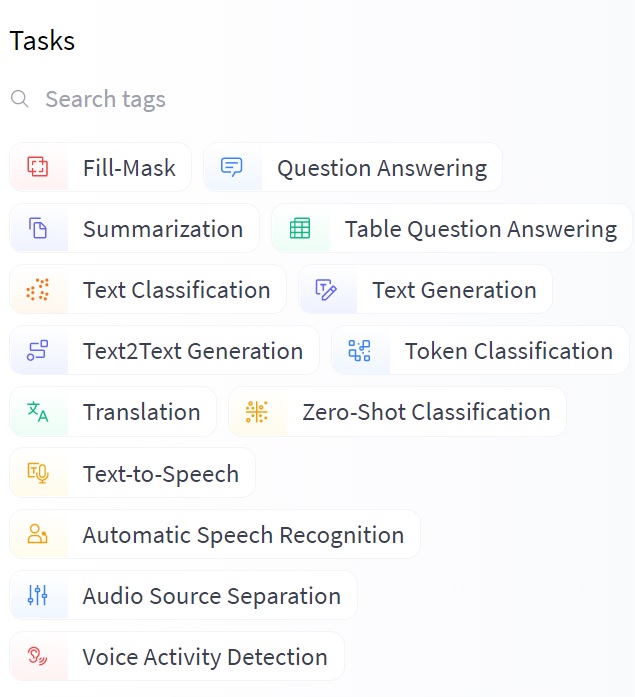 Tasks
Search tags
Fill-Mask Question Answering
Summarization Table Question Answering
Text Classification Text Generation
Text2Text Generation Token Classification
Translation Zero-Shot Classification
Text-to-Speech
Automatic Speech Recognition
Audio Source Separation
Voice Activity Detection